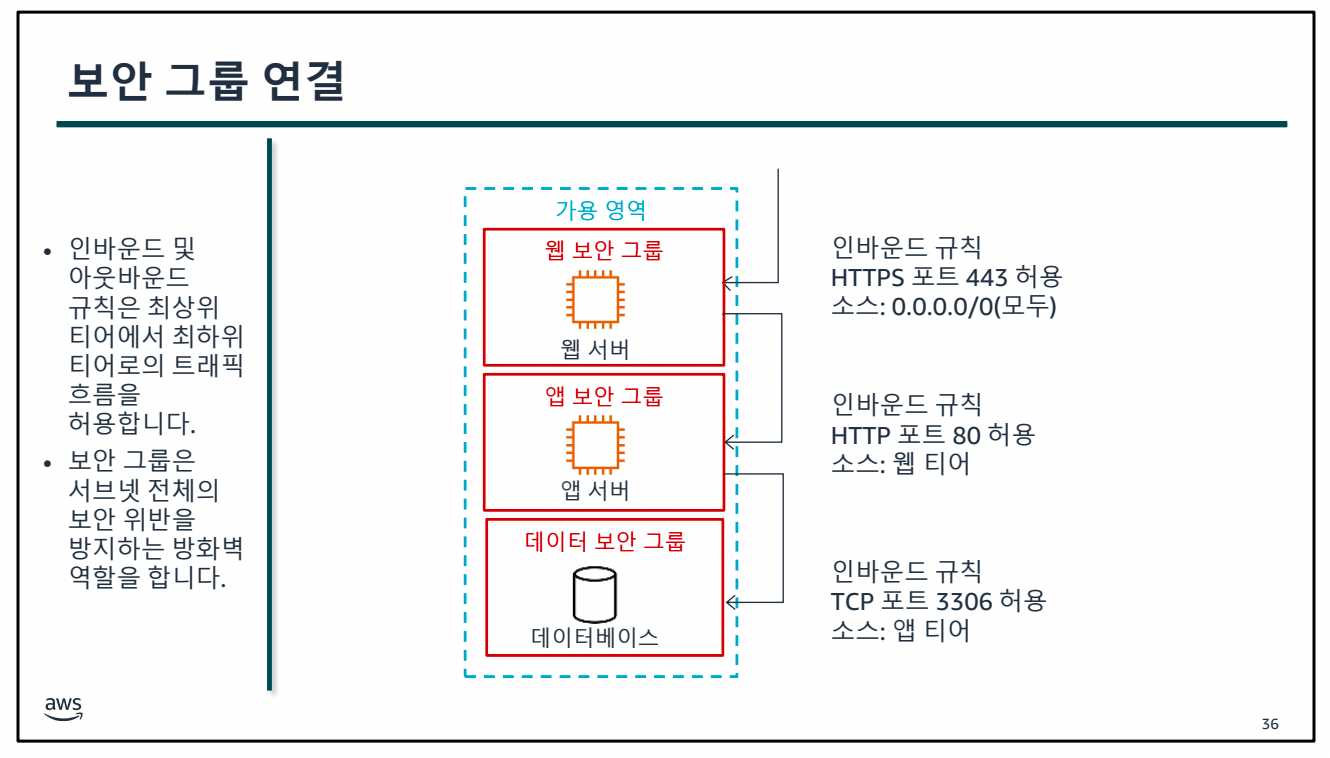 보안 그룹 연결
• 인바운드 및
아웃바운드
규칙은 최상위
티어에서 최하위
티어로의 트래픽
흐름을
허용합니다.
• 보안 그룹은
서브넷 전체의
보안 위반을
방지하는 방화벽
역할을 합니다.
가용 영역
웹 보안 그룹
웹 서버
앱 보안 그룹
앱 서버
데이터 보안 그룹
데이터베이스
인바운드 규칙
HTTPS 포트 443 허용
소스: 0.0.0.0/0(모두)
인바운드 규칙
HTTP 포트 80 허용
소스: 웹 티어
인바운드 규칙
TCP 포트 3306 허용
소스: 앱 티어
aws
36